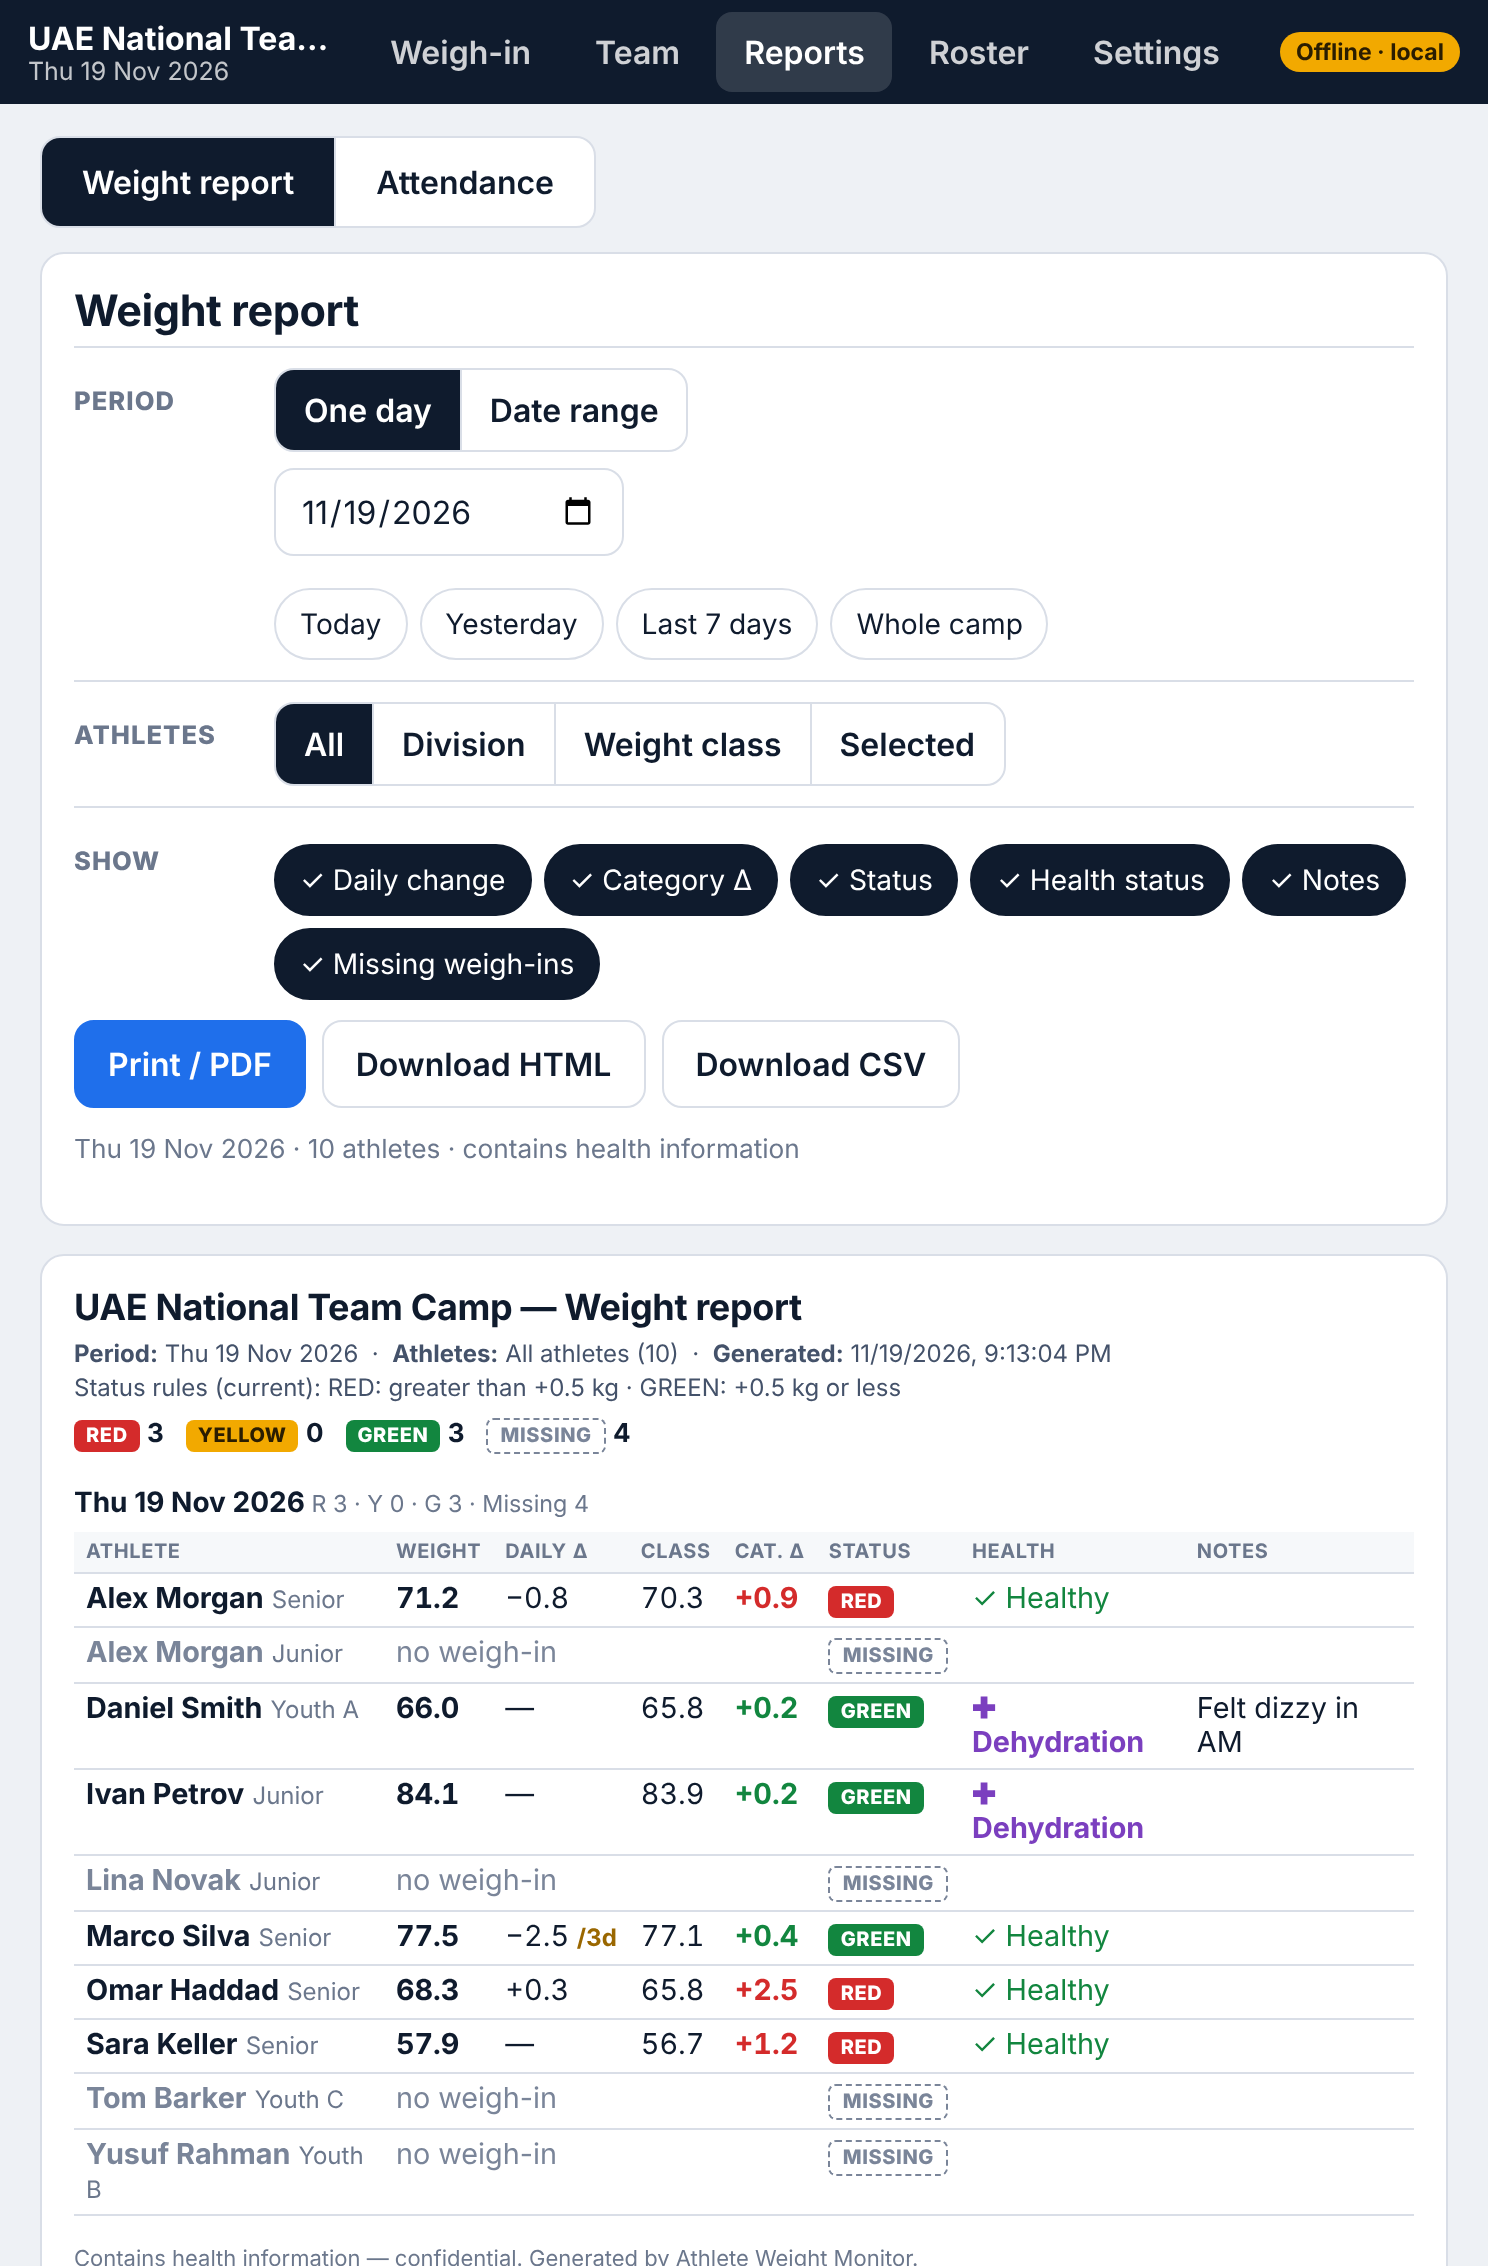 UAE National Tea...
Thu 19 Nov 2026
Weigh-in Team Reports Roster Settings
Offline · local
Weight report Attendance
Weight report
PERIOD
One day Date range
11/19/2026
Today Yesterday Last 7 days Whole camp
ATHLETES
All Division Weight class Selected
SHOW
✓ Daily change ✓ Category Δ ✓ Status ✓ Health status ✓ Notes
✓ Missing weigh-ins
Print / PDF Download HTML Download CSV
Thu 19 Nov 2026 · 10 athletes · contains health information
UAE National Team Camp — Weight report
Period: Thu 19 Nov 2026 · Athletes: All athletes (10) · Generated: 11/19/2026, 9:13:04 PM
Status rules (current): RED: greater than +0.5 kg · GREEN: +0.5 kg or less
RED 3 YELLOW 0 GREEN 3 MISSING 4
Thu 19 Nov 2026 R 3 · Y 0 · G 3 · Missing 4
ATHLETE WEIGHT DAILY Δ CLASS CAT. Δ STATUS HEALTH NOTES
Alex Morgan Senior 71.2 −0.8 70.3 +0.9 RED ✓ Healthy
Alex Morgan Junior no weigh-in MISSING
Daniel Smith Youth A 66.0 — 65.8 +0.2 GREEN ✚ Dehydration Felt dizzy in AM
Ivan Petrov Junior 84.1 — 83.9 +0.2 GREEN ✚ Dehydration
Lina Novak Junior no weigh-in MISSING
Marco Silva Senior 77.5 −2.5 /3d 77.1 +0.4 GREEN ✓ Healthy
Omar Haddad Senior 68.3 +0.3 65.8 +2.5 RED ✓ Healthy
Sara Keller Senior 57.9 — 56.7 +1.2 RED ✓ Healthy
Tom Barker Youth C no weigh-in MISSING
Yusuf Rahman Youth B no weigh-in MISSING
Contains health information — confidential. Generated by Athlete Weight Monitor.